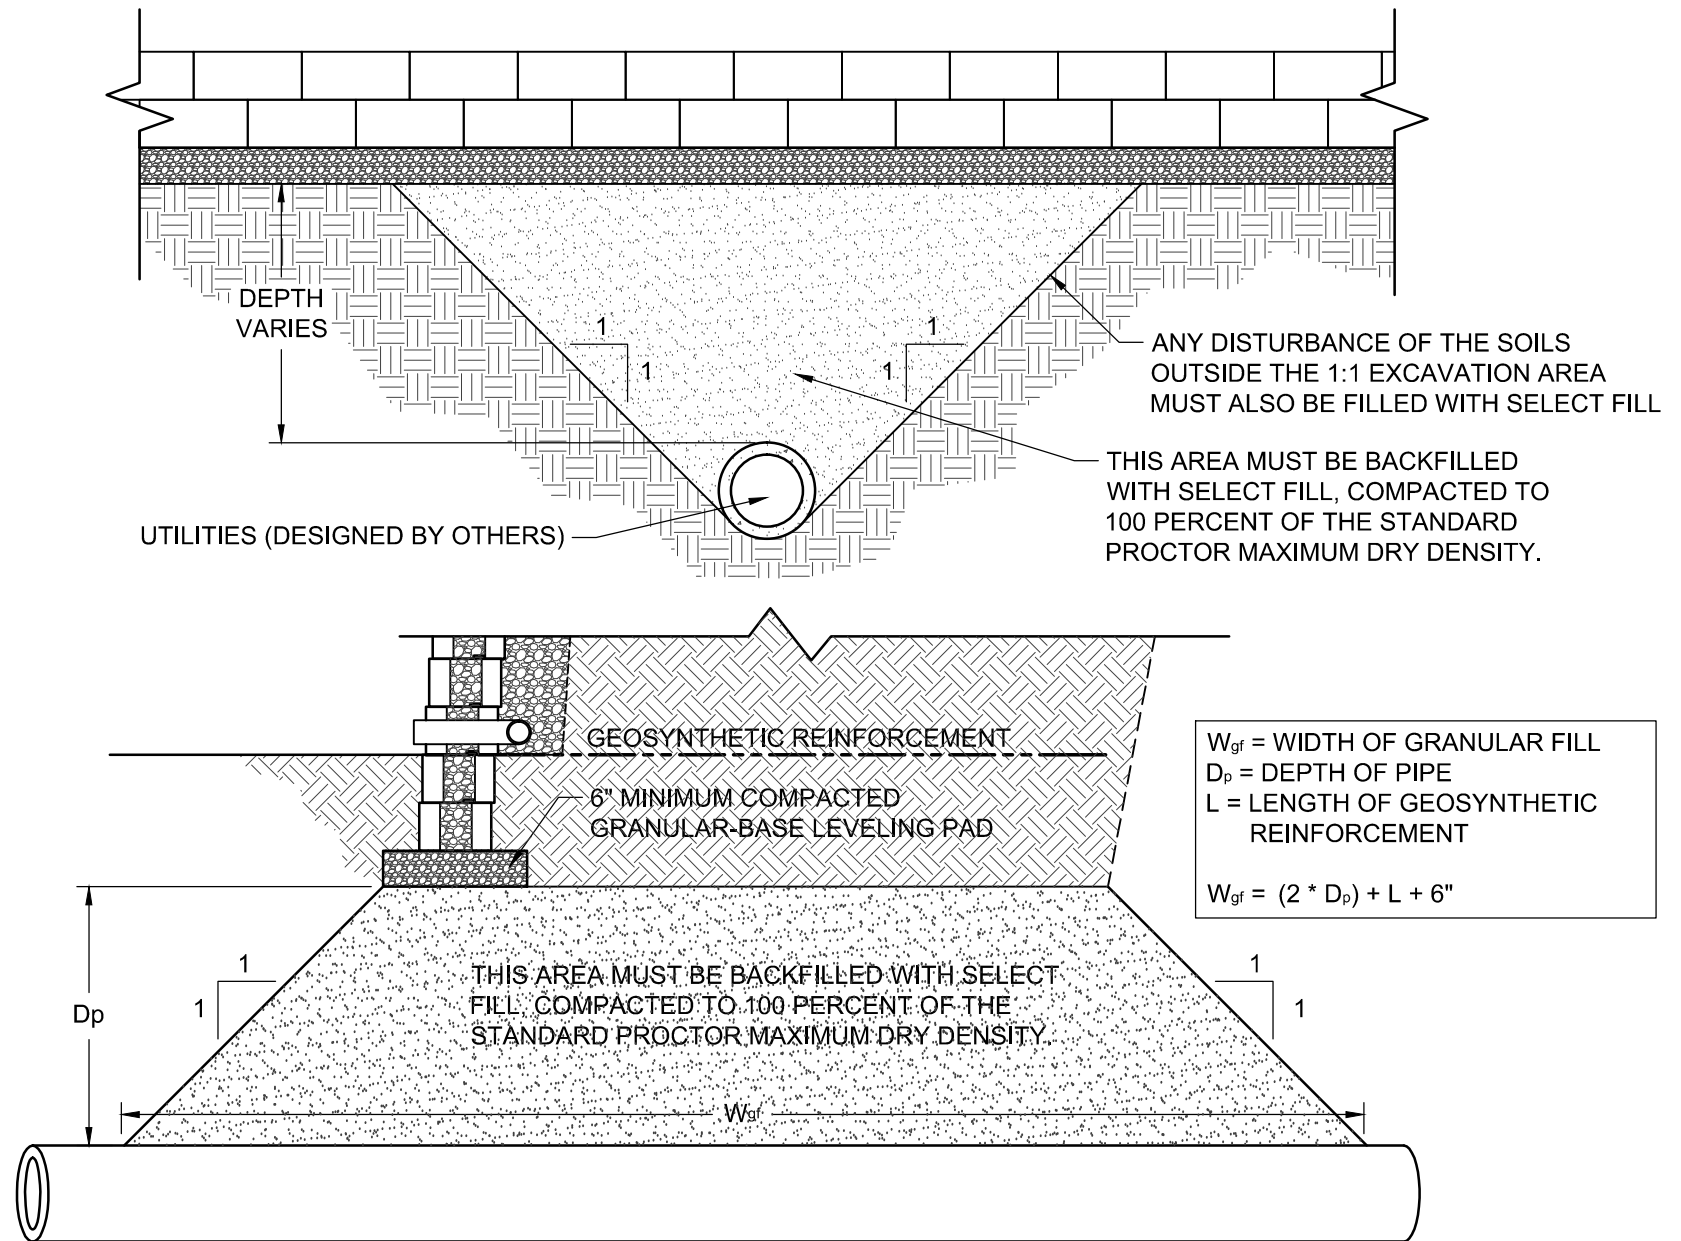 DEPTH
VARIES
1
1
1
1
ANY DISTURBANCE OF THE SOILS
OUTSIDE THE 1:1 EXCAVATION AREA
MUST ALSO BE FILLED WITH SELECT FILL
THIS AREA MUST BE BACKFILLED
WITH SELECT FILL, COMPACTED TO
100 PERCENT OF THE STANDARD
PROCTOR MAXIMUM DRY DENSITY.
UTILITIES (DESIGNED BY OTHERS)
GEOSYNTHETIC REINFORCEMENT
6" MINIMUM COMPACTED
GRANULAR-BASE LEVELING PAD
Wgf = WIDTH OF GRANULAR FILL
Dp = DEPTH OF PIPE
L = LENGTH OF GEOSYNTHETIC
REINFORCEMENT
Wgf = (2 * Dp) + L + 6"
1
1
Dp
THIS AREA MUST BE BACKFILLED WITH SELECT
FILL, COMPACTED TO 100 PERCENT OF THE
STANDARD PROCTOR MAXIMUM DRY DENSITY.
1
1
Wgf